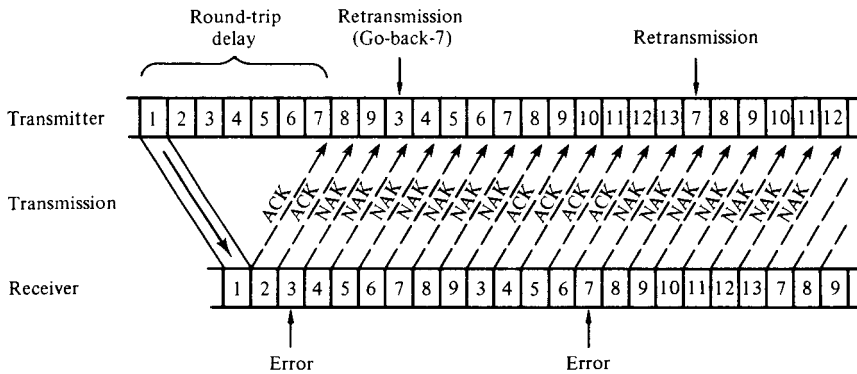 Round-trip delay
Retransmission (Go-back-7)
Retransmission
Transmitter 1 2 3 4 5 6 7 8 9 3 4 5 6 7 8 9 10 11 12 13 7 8 9 10 11 12
Transmission ACK ACK NAK NAK NAK NAK NAK NAK NAK ACK ACK ACK ACK NAK NAK NAK NAK NAK NAK NAK
Receiver 1 2 3 4 5 6 7 8 9 3 4 5 6 7 8 9 10 11 12 13 7 8 9
Error Error